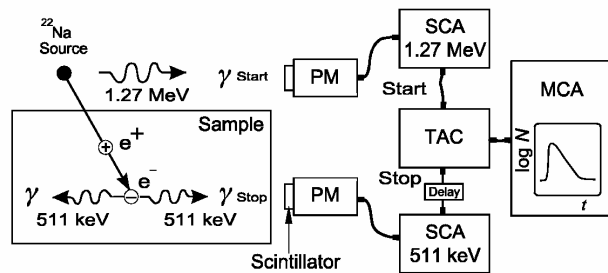 ²²Na
Source
1.27 MeV
γ Start
PM
SCA
1.27 MeV
Start
MCA
Sample
e⁺
TAC
log N
t
e⁻
Stop
Delay
γ
γ Stop
PM
511 keV
511 keV
SCA
511 keV
Scintillator